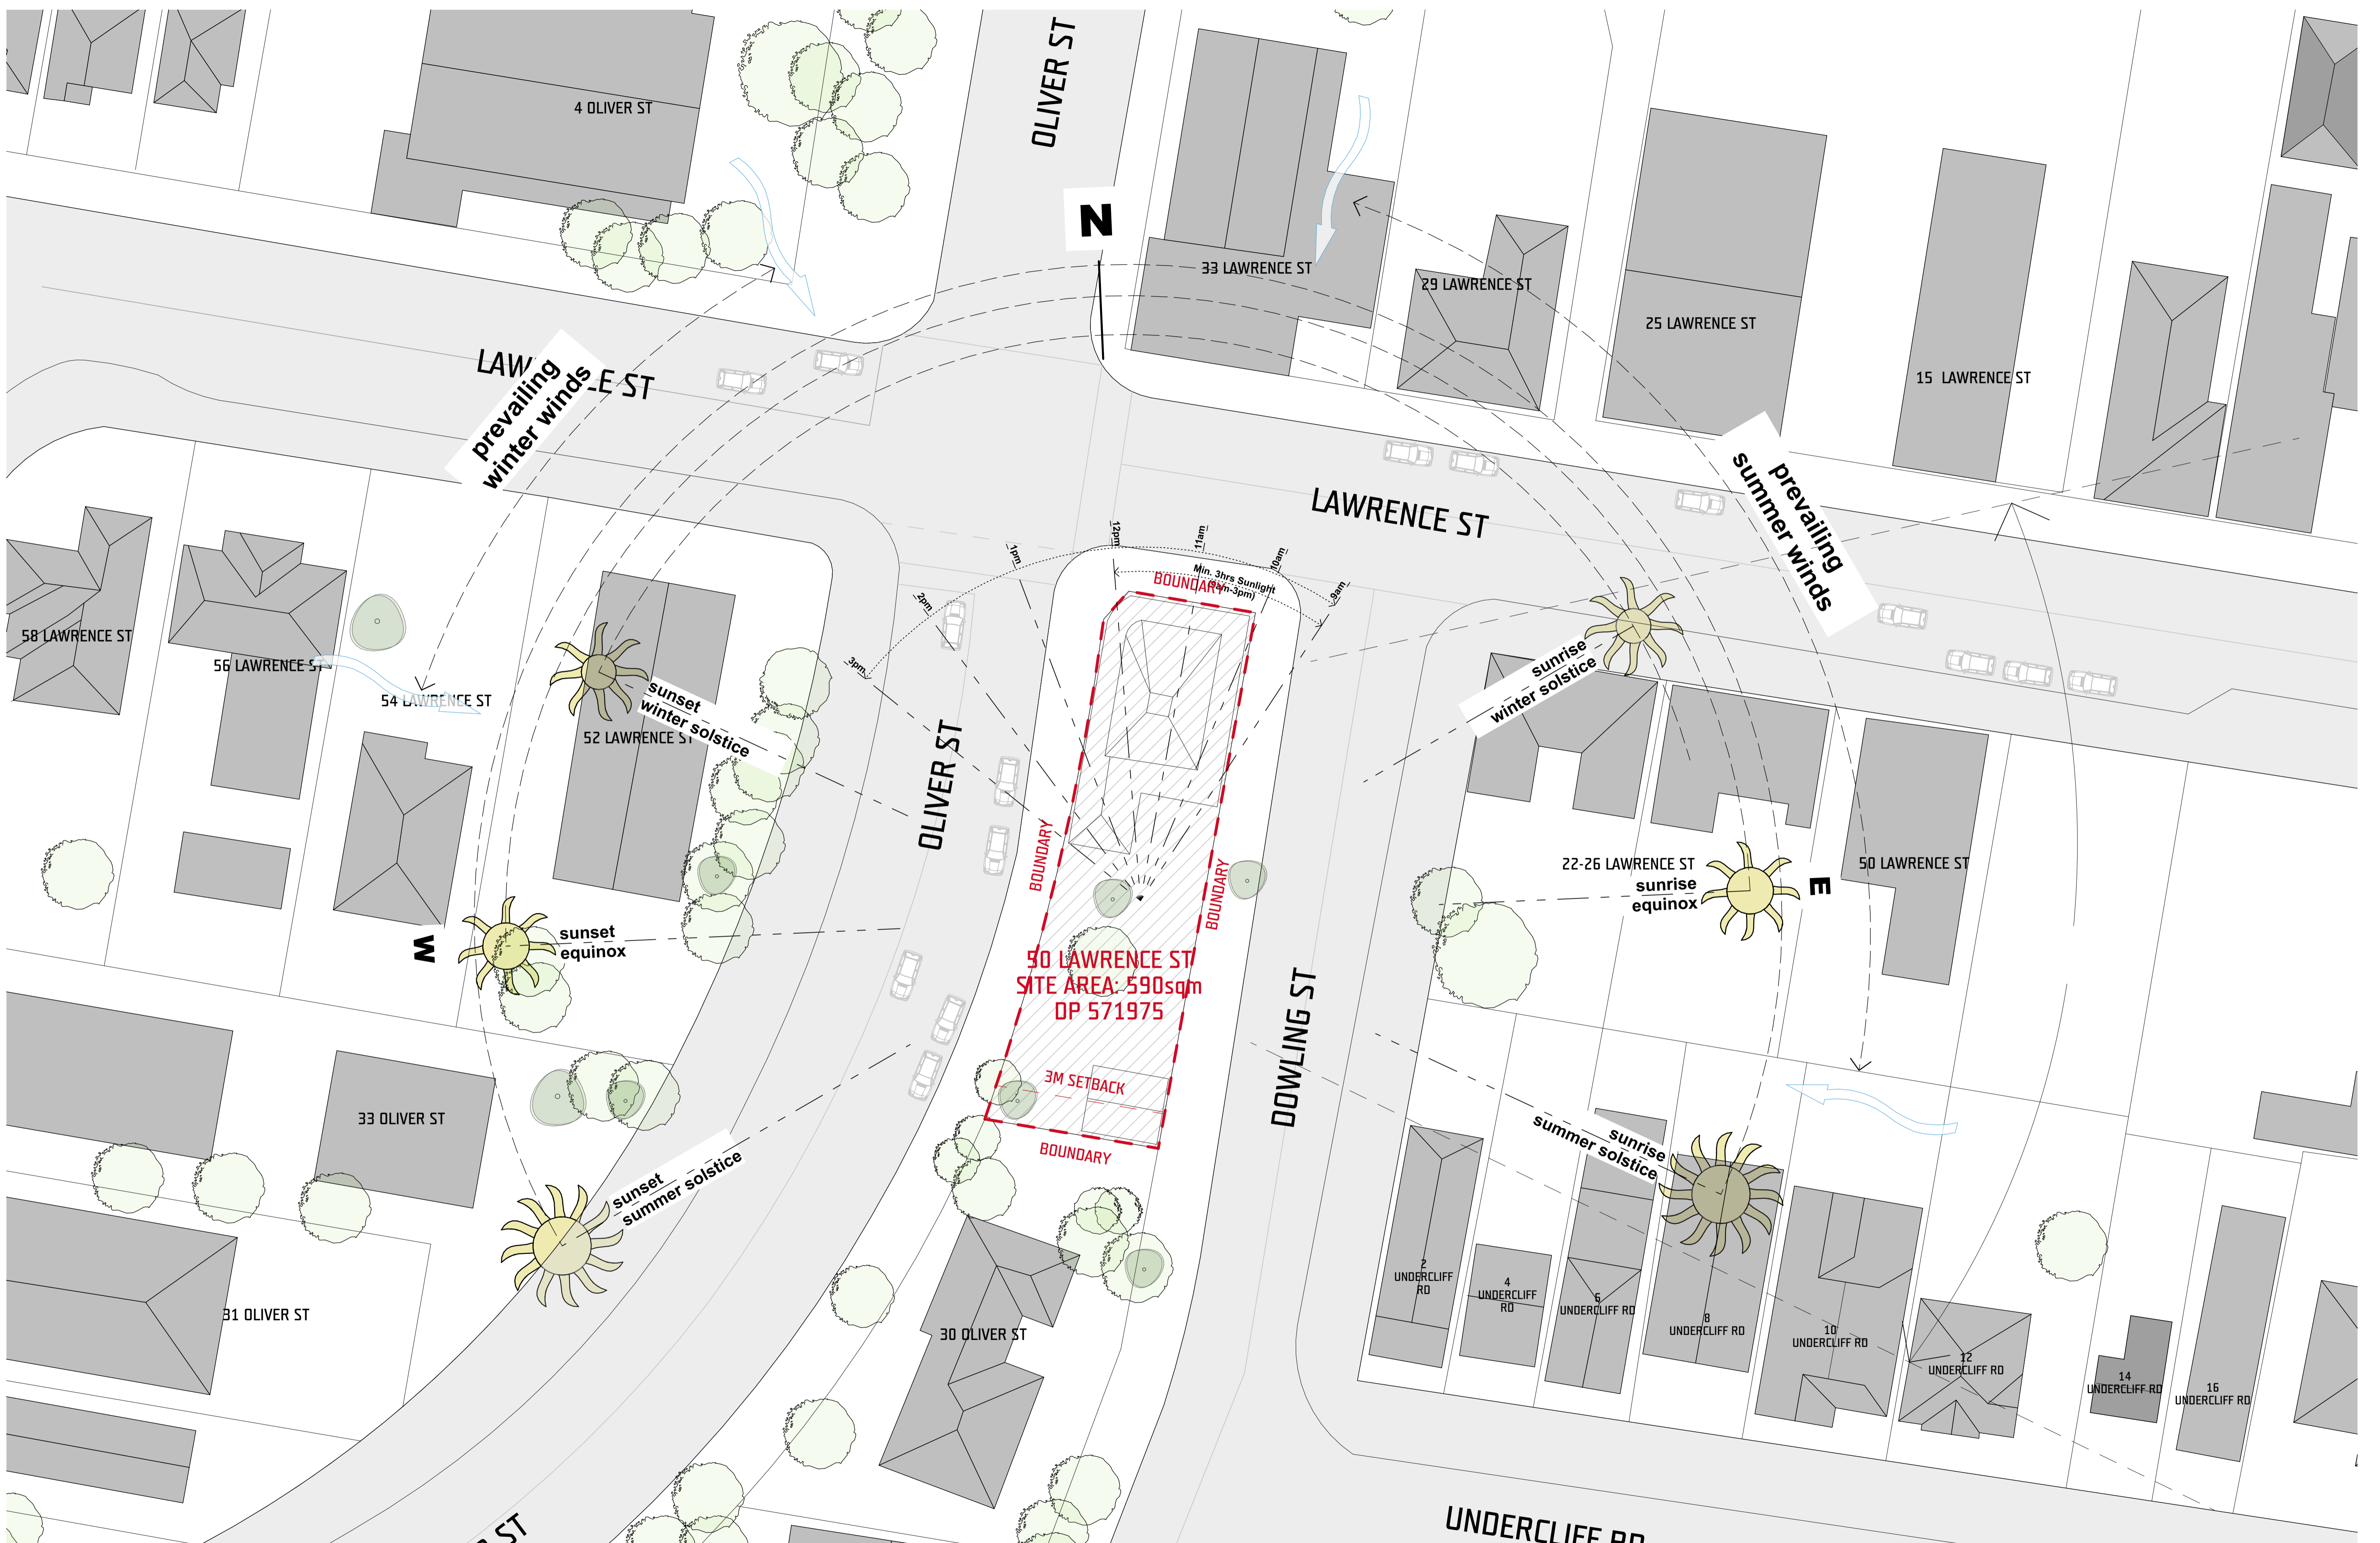 OLIVER ST
4 OLIVER ST
N
33 LAWRENCE ST
29 LAWRENCE ST
25 LAWRENCE ST
15 LAWRENCE ST
prevailing
winter winds
prevailing
summer winds
LAWRENCE ST
12pm
11am
10am
9am
1pm
2pm
3pm
Min. 3hrs Sunlight
BOUNDARY
58 LAWRENCE ST
56 LAWRENCE ST
54 LAWRENCE ST
52 LAWRENCE ST
sunset
winter solstice
sunrise
winter solstice
OLIVER ST
BOUNDARY
BOUNDARY
22-26 LAWRENCE ST
50 LAWRENCE ST
sunrise
equinox
E
W
sunset
equinox
50 LAWRENCE ST
SITE AREA: 590sqm
DP 571975
3M SETBACK
BOUNDARY
DOWLING ST
33 OLIVER ST
sunset
summer solstice
sunrise
summer solstice
31 OLIVER ST
30 OLIVER ST
2
UNDERCLIFF
RD
4
UNDERCLIFF
RD
6
UNDERCLIFF RD
8
UNDERCLIFF RD
10
UNDERCLIFF RD
12
UNDERCLIFF RD
14
UNDERCLIFF RD
16
UNDERCLIFF RD
ST
UNDERCLIFF RD